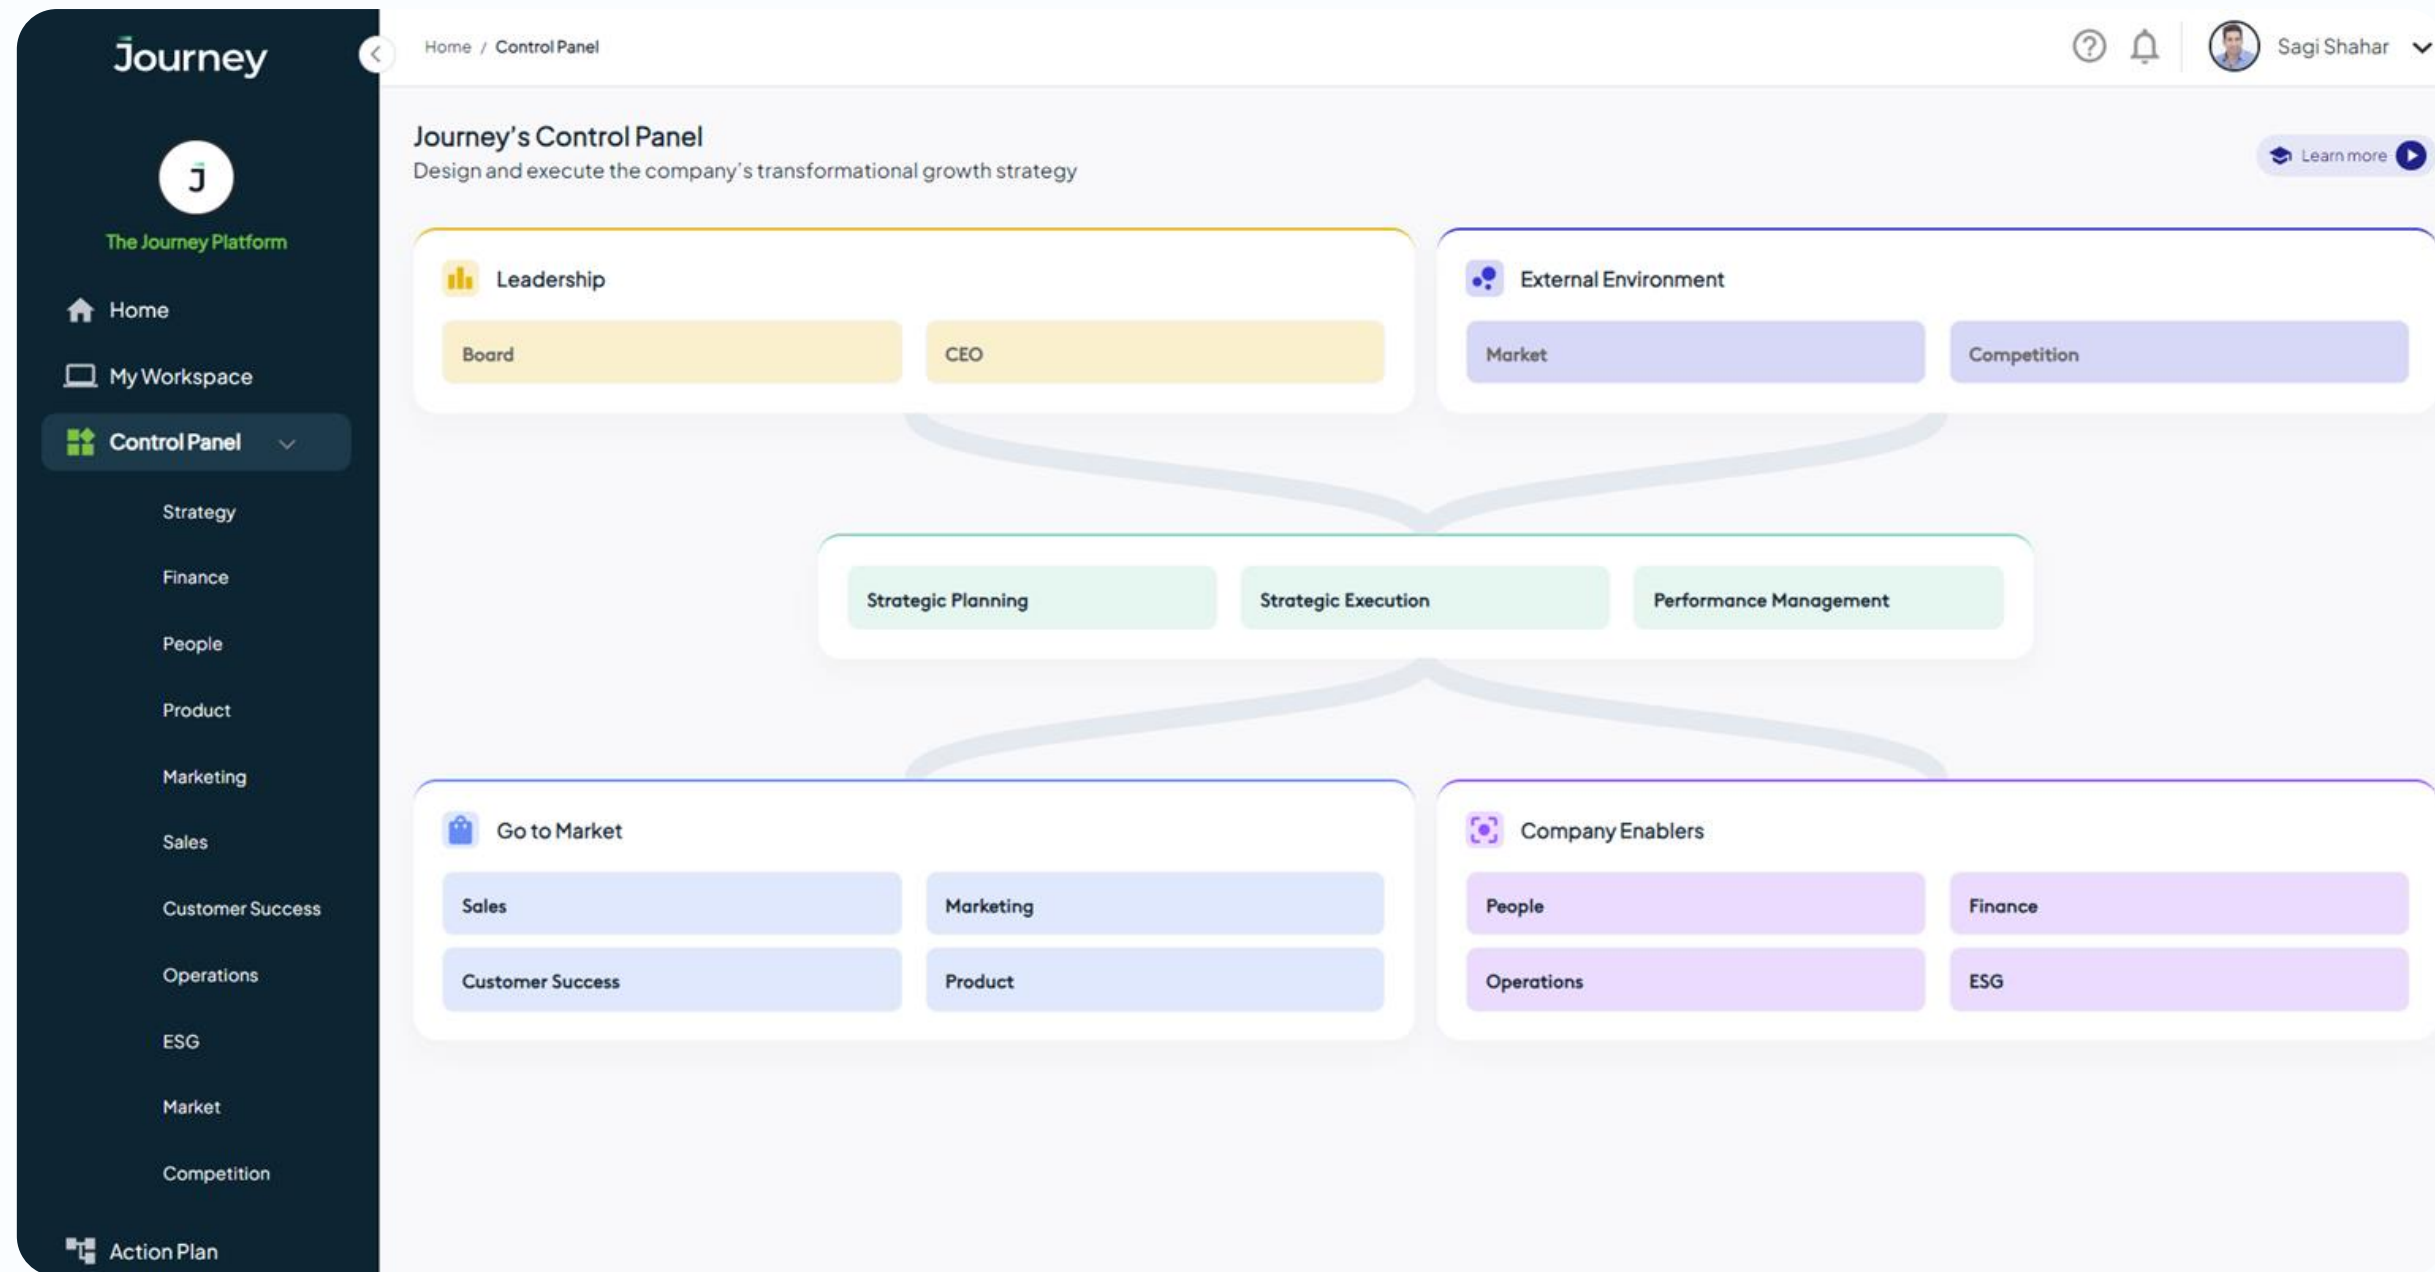 Journey
J
The Journey Platform
Home
My Workspace
Control Panel
Strategy
Finance
People
Product
Marketing
Sales
Customer Success
Operations
ESG
Market
Competition
Action Plan
Home / Control Panel
Sagi Shahar
Journey's Control Panel
Design and execute the company's transformational growth strategy
Learn more
Leadership
Board
CEO
External Environment
Market
Competition
Strategic Planning
Strategic Execution
Performance Management
Go to Market
Sales
Marketing
Customer Success
Product
Company Enablers
People
Finance
Operations
ESG